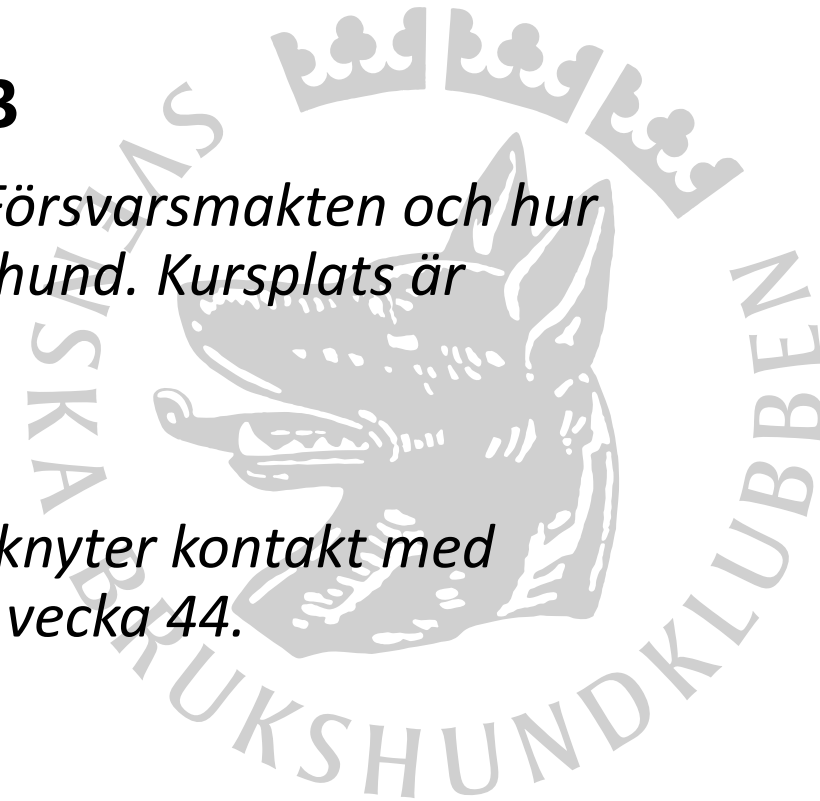 B
Försvarsmakten och hur
hund. Kursplats är
knyter kontakt med
vecka 44.
SVENSKA BRUKSHUNDKLUBBEN